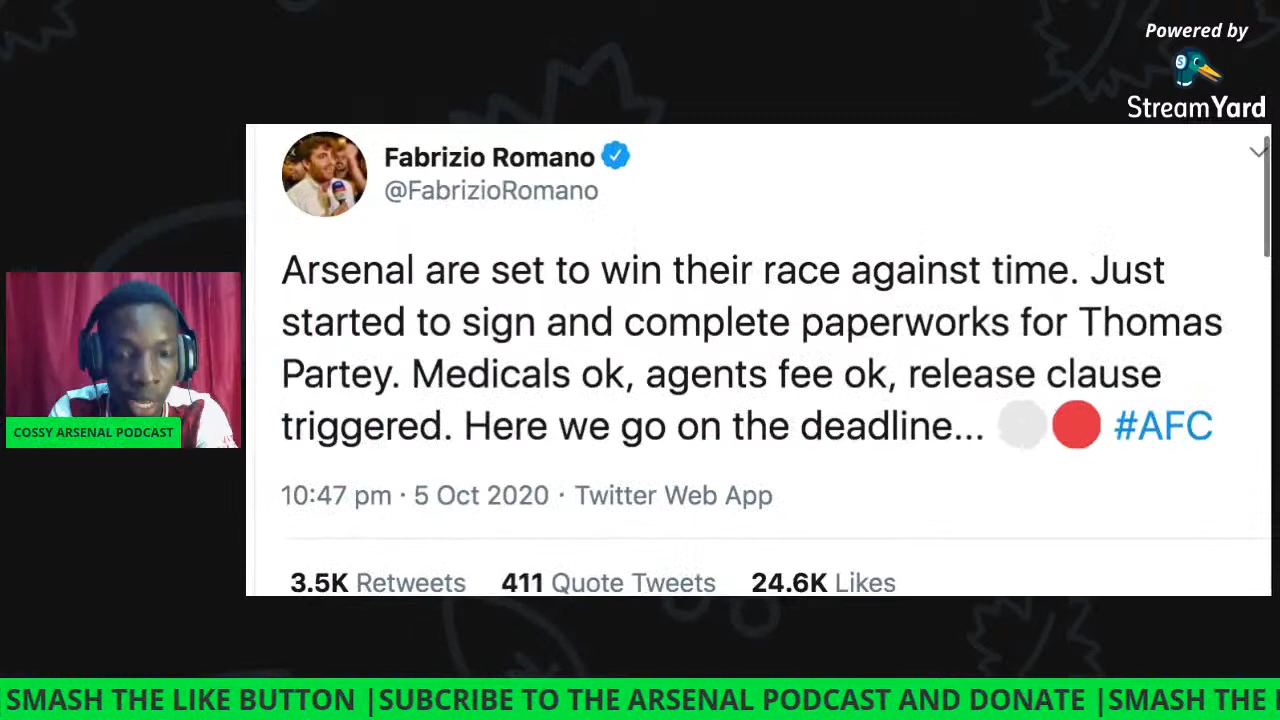 Powered by
StreamYard
Fabrizio Romano
@FabrizioRomano
Arsenal are set to win their race against time. Just
started to sign and complete paperworks for Thomas
Partey. Medicals ok, agents fee ok, release clause
triggered. Here we go on the deadline... #AFC
10:47 pm · 5 Oct 2020 · Twitter Web App
3.5K Retweets 411 Quote Tweets 24.6K Likes
COSSY ARSENAL PODCAST
SMASH THE LIKE BUTTON |SUBCRIBE TO THE ARSENAL PODCAST AND DONATE |SMASH THE